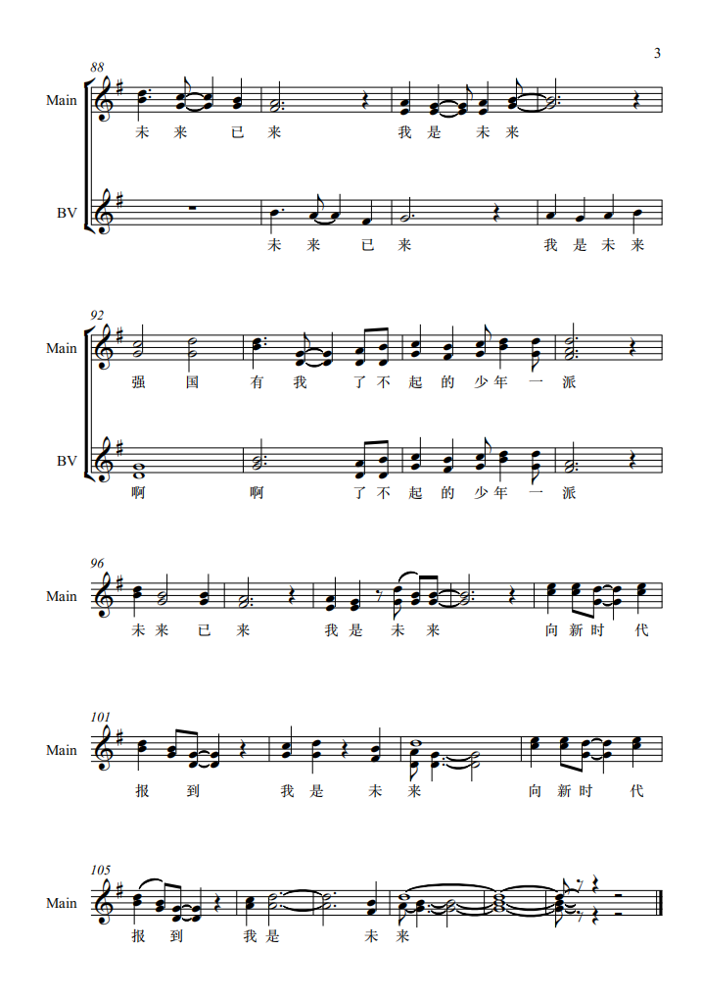 3
88
Main
未 来 已 来 我 是 未 来
BV
未 来 已 来 我 是 未 来
92
Main
强 国 有 我 了 不 起 的 少 年 一 派
BV
啊 啊 了 不 起 的 少 年 一 派
96
Main
未 来 已 来 我 是 未 来 向 新 时 代
101
Main
报 到 我 是 未 来 向 新 时 代
105
Main
报 到 我 是 未 来